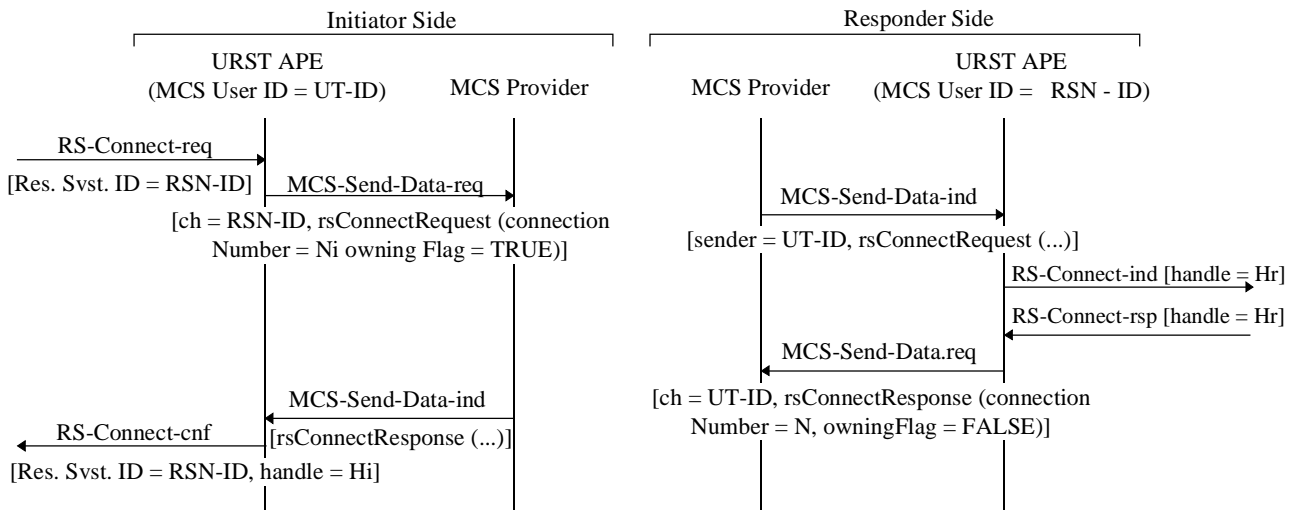 Initiator Side
Responder Side
URST APE
(MCS User ID = UT-ID)
MCS Provider
MCS Provider
URST APE
(MCS User ID = RSN - ID)
RS-Connect-req
[Res. Svst. ID = RSN-ID]
MCS-Send-Data-req
[ch = RSN-ID, rsConnectRequest (connection
Number = Ni owning Flag = TRUE)]
MCS-Send-Data-ind
[sender = UT-ID, rsConnectRequest (...)]
RS-Connect-ind [handle = Hr]
RS-Connect-rsp [handle = Hr]
MCS-Send-Data.req
[ch = UT-ID, rsConnectResponse (connection
Number = N, owningFlag = FALSE)]
MCS-Send-Data-ind
[rsConnectResponse (...)]
RS-Connect-cnf
[Res. Svst. ID = RSN-ID, handle = Hi]